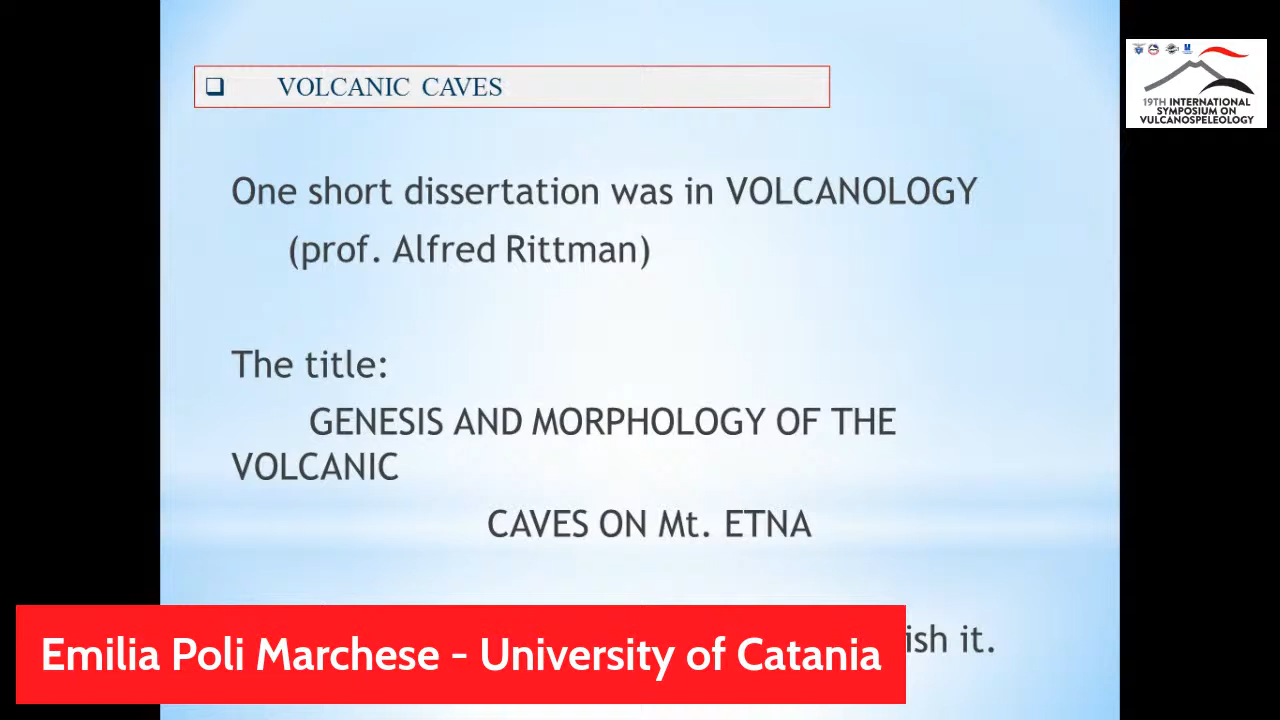 VOLCANIC CAVES
19TH INTERNATIONAL
SYMPOSIUM ON
VULCANOSPELEOLOGY
One short dissertation was in VOLCANOLOGY
(prof. Alfred Rittman)
The title:
GENESIS AND MORPHOLOGY OF THE
VOLCANIC
CAVES ON Mt. ETNA
it.
Emilia Poli Marchese - University of Catania